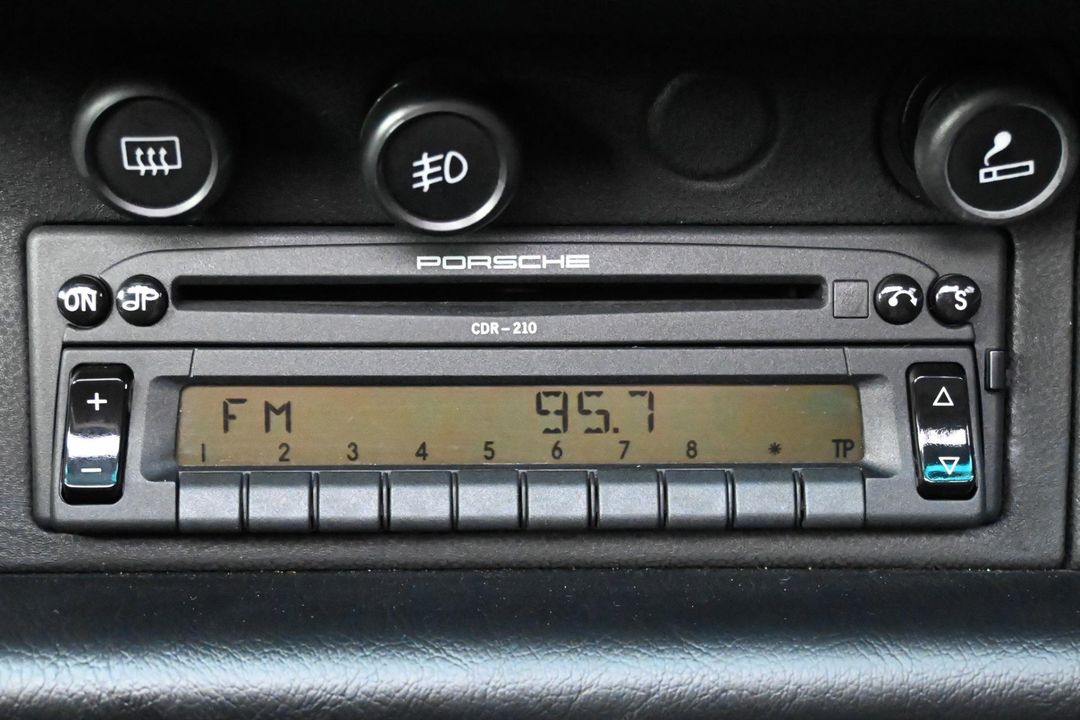 PORSCHE
ON
S
CDR-210
+
−
FM 95.7
1 2 3 4 5 6 7 8 * TP